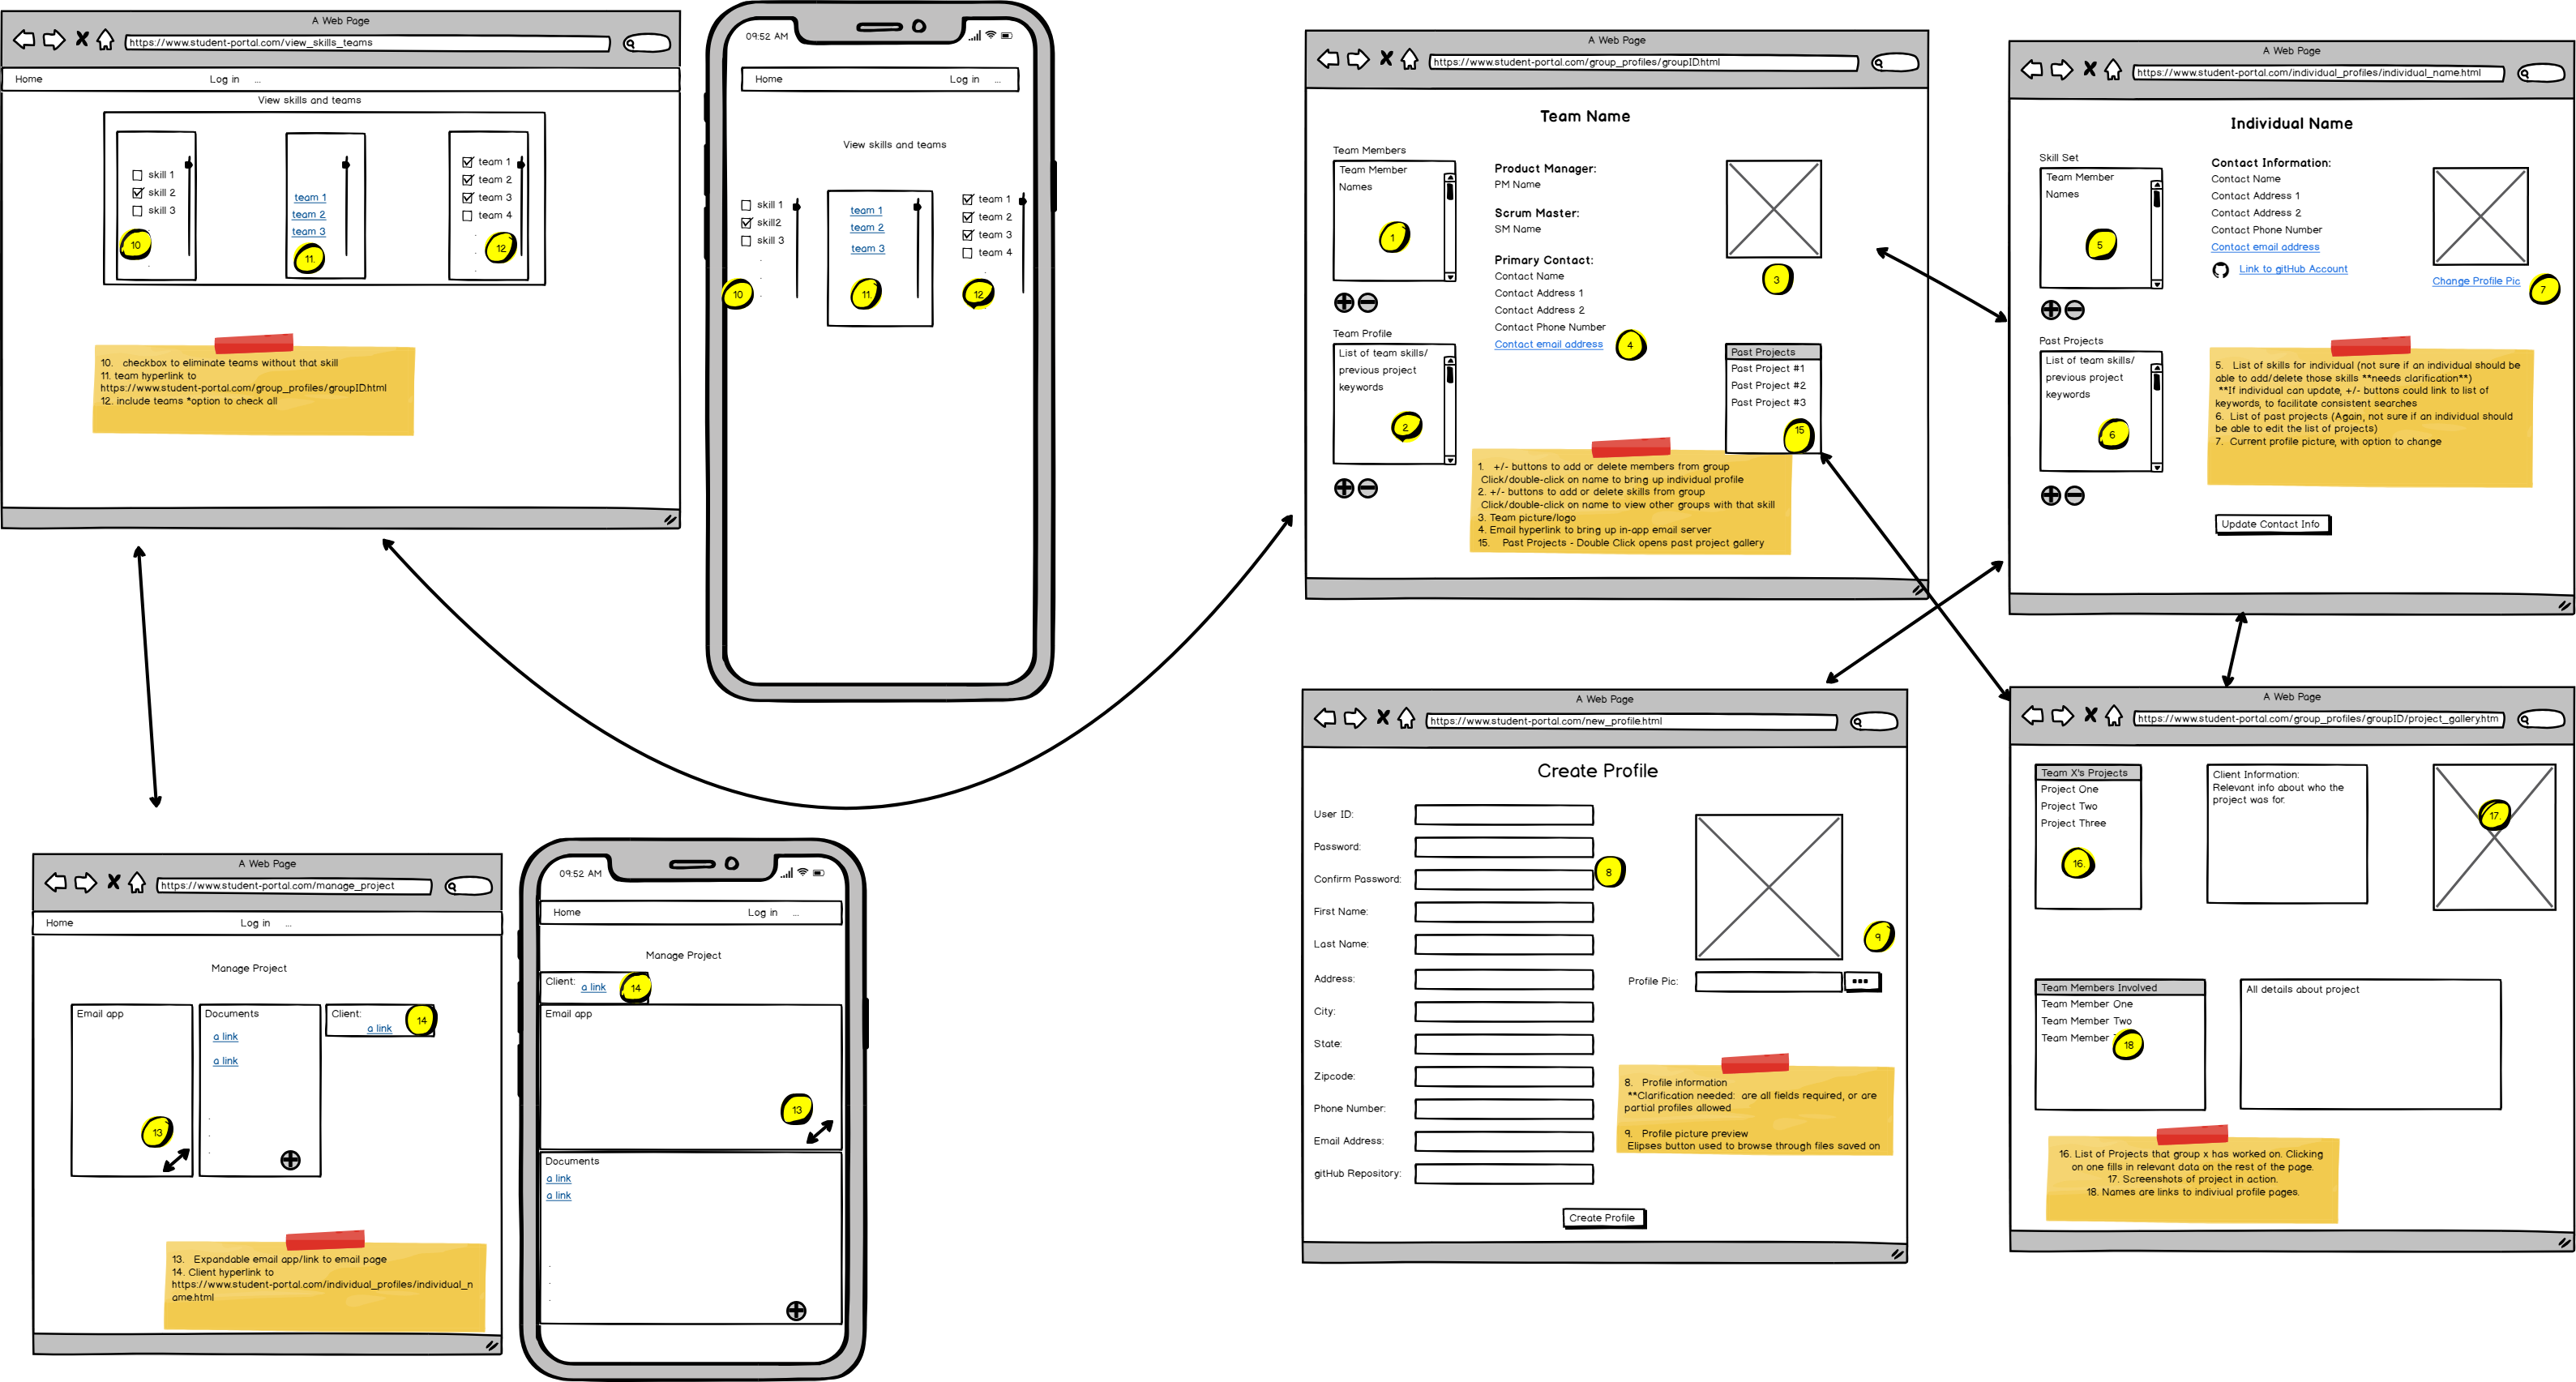 A Web Page
https://www.student-portal.com/view_skills_teams
Home Log in ...
View skills and teams
skill 1
skill 2
skill 3
10
team 1
team 2
team 3
11.
team 1
team 2
team 3
team 4
12
10. checkbox to eliminate teams without that skill
11. team hyperlink to
https://www.student-portal.com/group_profiles/groupID.html
12. include teams *option to check all
09:52 AM
Home Log in ...
View skills and teams
skill 1
skill2
skill 3
10
team 1
team 2
team 3
11.
team 1
team 2
team 3
team 4
12
A Web Page
https://www.student-portal.com/group_profiles/groupID.html
Team Name
Team Members
Team Member
Names
1
Team Profile
List of team skills/
previous project
keywords
2
Product Manager:
PM Name
Scrum Master:
SM Name
Primary Contact:
Contact Name
Contact Address 1
Contact Address 2
Contact Phone Number
Contact email address
4
3
Past Projects
Past Project #1
Past Project #2
Past Project #3
15
1. +/- buttons to add or delete members from group
Click/double-click on name to bring up individual profile
2. +/- buttons to add or delete skills from group
Click/double-click on name to view other groups with that skill
3. Team picture/logo
4. Email hyperlink to bring up in-app email server
15. Past Projects - Double Click opens past project gallery
A Web Page
https://www.student-portal.com/individual_profiles/individual_name.html
Individual Name
Skill Set
Team Member
Names
5
Past Projects
List of team skills/
previous project
keywords
6
Contact Information:
Contact Name
Contact Address 1
Contact Address 2
Contact Phone Number
Contact email address
Link to gitHub Account
Change Profile Pic
7
5. List of skills for individual (not sure if an individual should be
able to add/delete those skills **needs clarification**)
**If individual can update, +/- buttons could link to list of
keywords, to facilitate consistent searches
6. List of past projects (Again, not sure if an individual should
be able to edit the list of projects)
7. Current profile picture, with option to change
Update Contact Info
A Web Page
https://www.student-portal.com/manage_project
Home Log in ...
Manage Project
Email app
13
Documents
a link
a link
Client:
a link
14
13. Expandable email app/link to email page
14. Client hyperlink to
https://www.student-portal.com/individual_profiles/individual_n
ame.html
09:52 AM
Home Log in ...
Manage Project
Client: a link
14
Email app
13
Documents
a link
a link
A Web Page
https://www.student-portal.com/new_profile.html
Create Profile
User ID:
Password:
Confirm Password:
First Name:
Last Name:
Address:
City:
State:
Zipcode:
Phone Number:
Email Address:
gitHub Repository:
8
9
Profile Pic: ...
8. Profile information
**Clarification needed: are all fields required, or are
partial profiles allowed
9. Profile picture preview
Elipses button used to browse through files saved on
Create Profile
A Web Page
https://www.student-portal.com/group_profiles/groupID/project_gallery.htm
Team X's Projects
Project One
Project Two
Project Three
16.
Client Information:
Relevant info about who the
project was for.
17.
Team Members Involved
Team Member One
Team Member Two
Team Member
18
All details about project
16. List of Projects that group x has worked on. Clicking
on one fills in relevant data on the rest of the page.
17. Screenshots of project in action.
18. Names are links to indiviual profile pages.